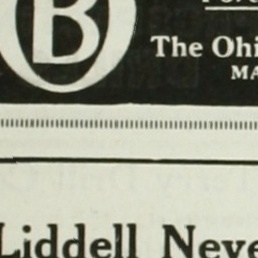 B
The Ohi
MA
Liddell Neve